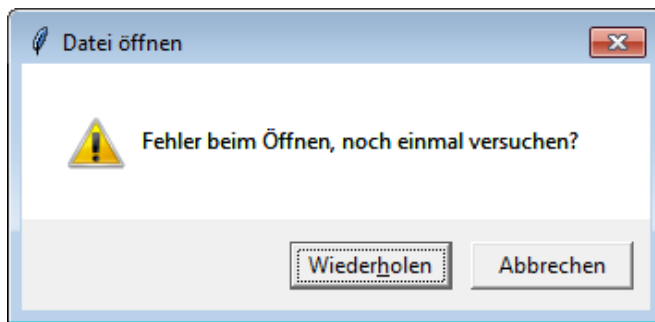 Datei öffnen
Fehler beim Öffnen, noch einmal versuchen?
Wiederholen
Abbrechen